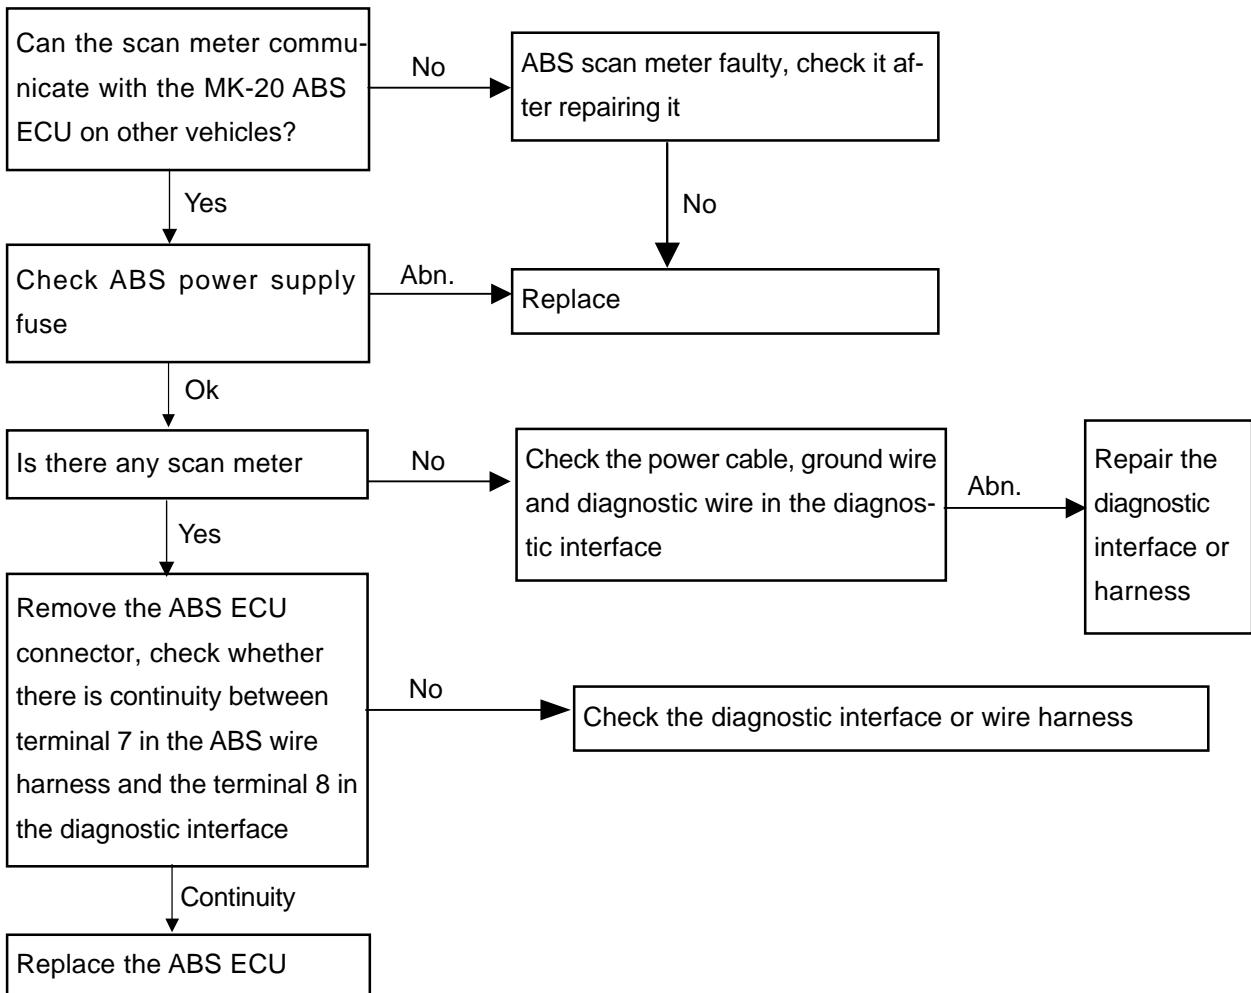 Can the scan meter commu-
nicate with the MK-20 ABS
ECU on other vehicles?
No
ABS scan meter faulty, check it af-
ter repairing it
Yes
No
Check ABS power supply
fuse
Abn.
Replace
Ok
Is there any scan meter
No
Check the power cable, ground wire
and diagnostic wire in the diagnos-
tic interface
Abn.
Repair the
diagnostic
interface or
harness
Yes
Remove the ABS ECU
connector, check whether
there is continuity between
terminal 7 in the ABS wire
harness and the terminal 8 in
the diagnostic interface
No
Check the diagnostic interface or wire harness
Continuity
Replace the ABS ECU